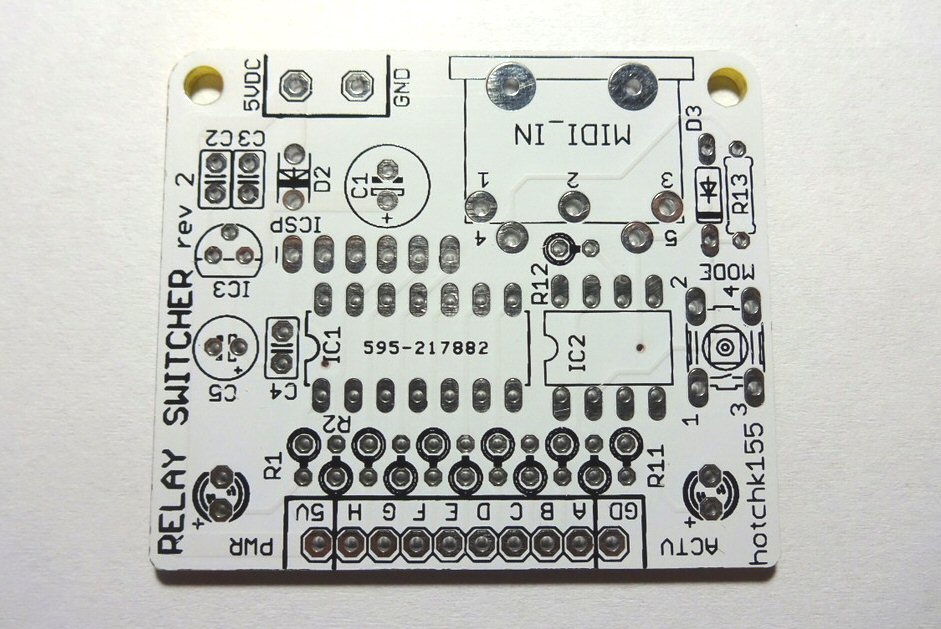 5VDC
GND
MIDI_IN
D3
C2
C3
D2
C1
+
R13
1
2
3
4
5
ICSP
1
IC3
R12
MODE
2
4
IC1
595-217882
IC2
C5
+
C4
1
3
R2
R1
R11
RELAY SWITCHER rev 2
hotchk155
+
PWR
5V
H
G
F
E
D
C
B
A
GD
ACTV
+